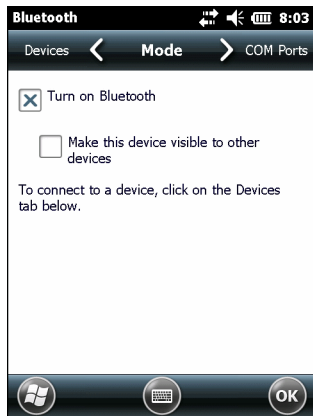 Bluetooth 8:03
Devices Mode COM Ports
Turn on Bluetooth
Make this device visible to other
devices
To connect to a device, click on the Devices
tab below.
OK